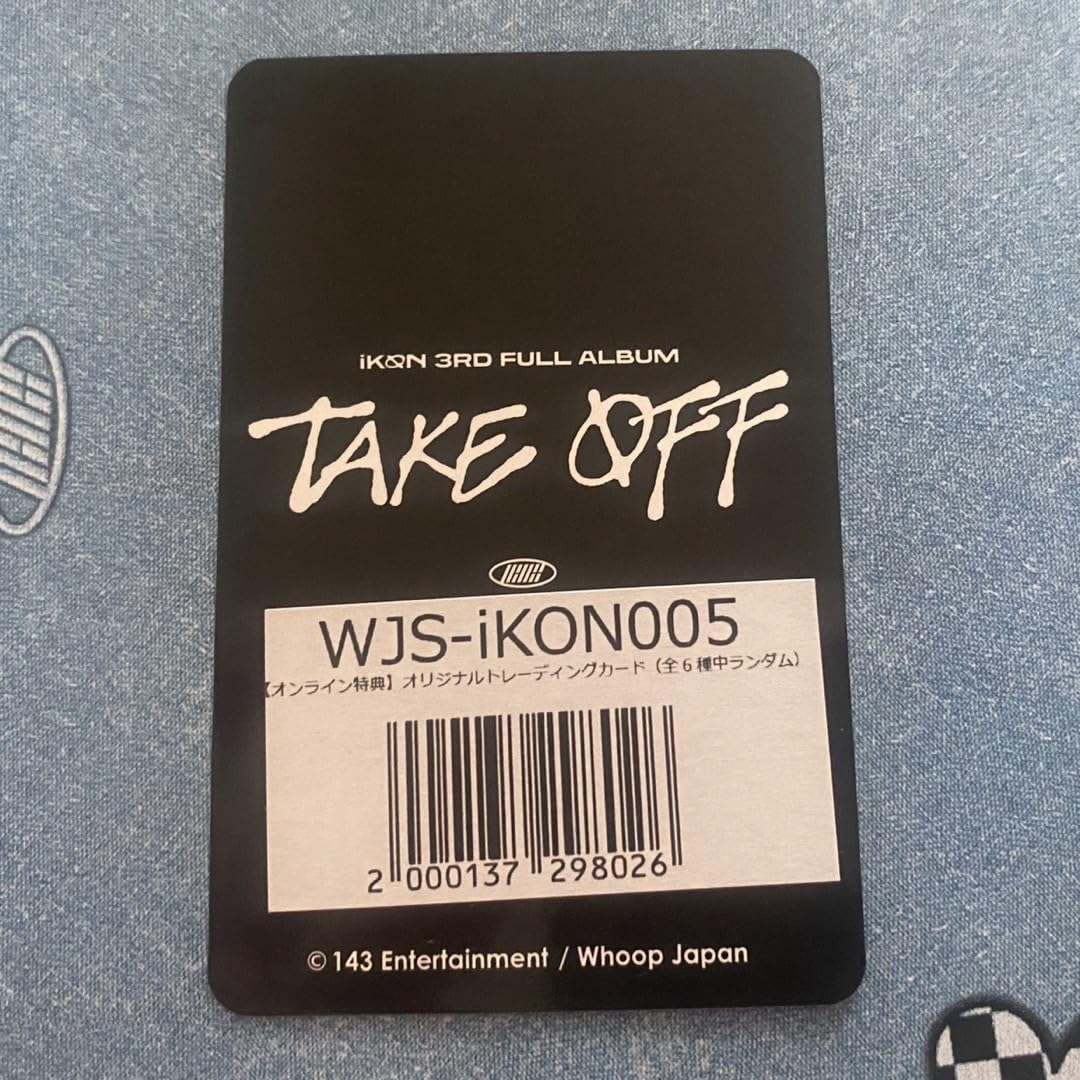 iKON 3RD FULL ALBUM
TAKE OFF
WJS-iKON005
【オンライン特典】オリジナルトレーディングカード（全６種中ランダム）
2 000137 298026
© 143 Entertainment / Whoop Japan